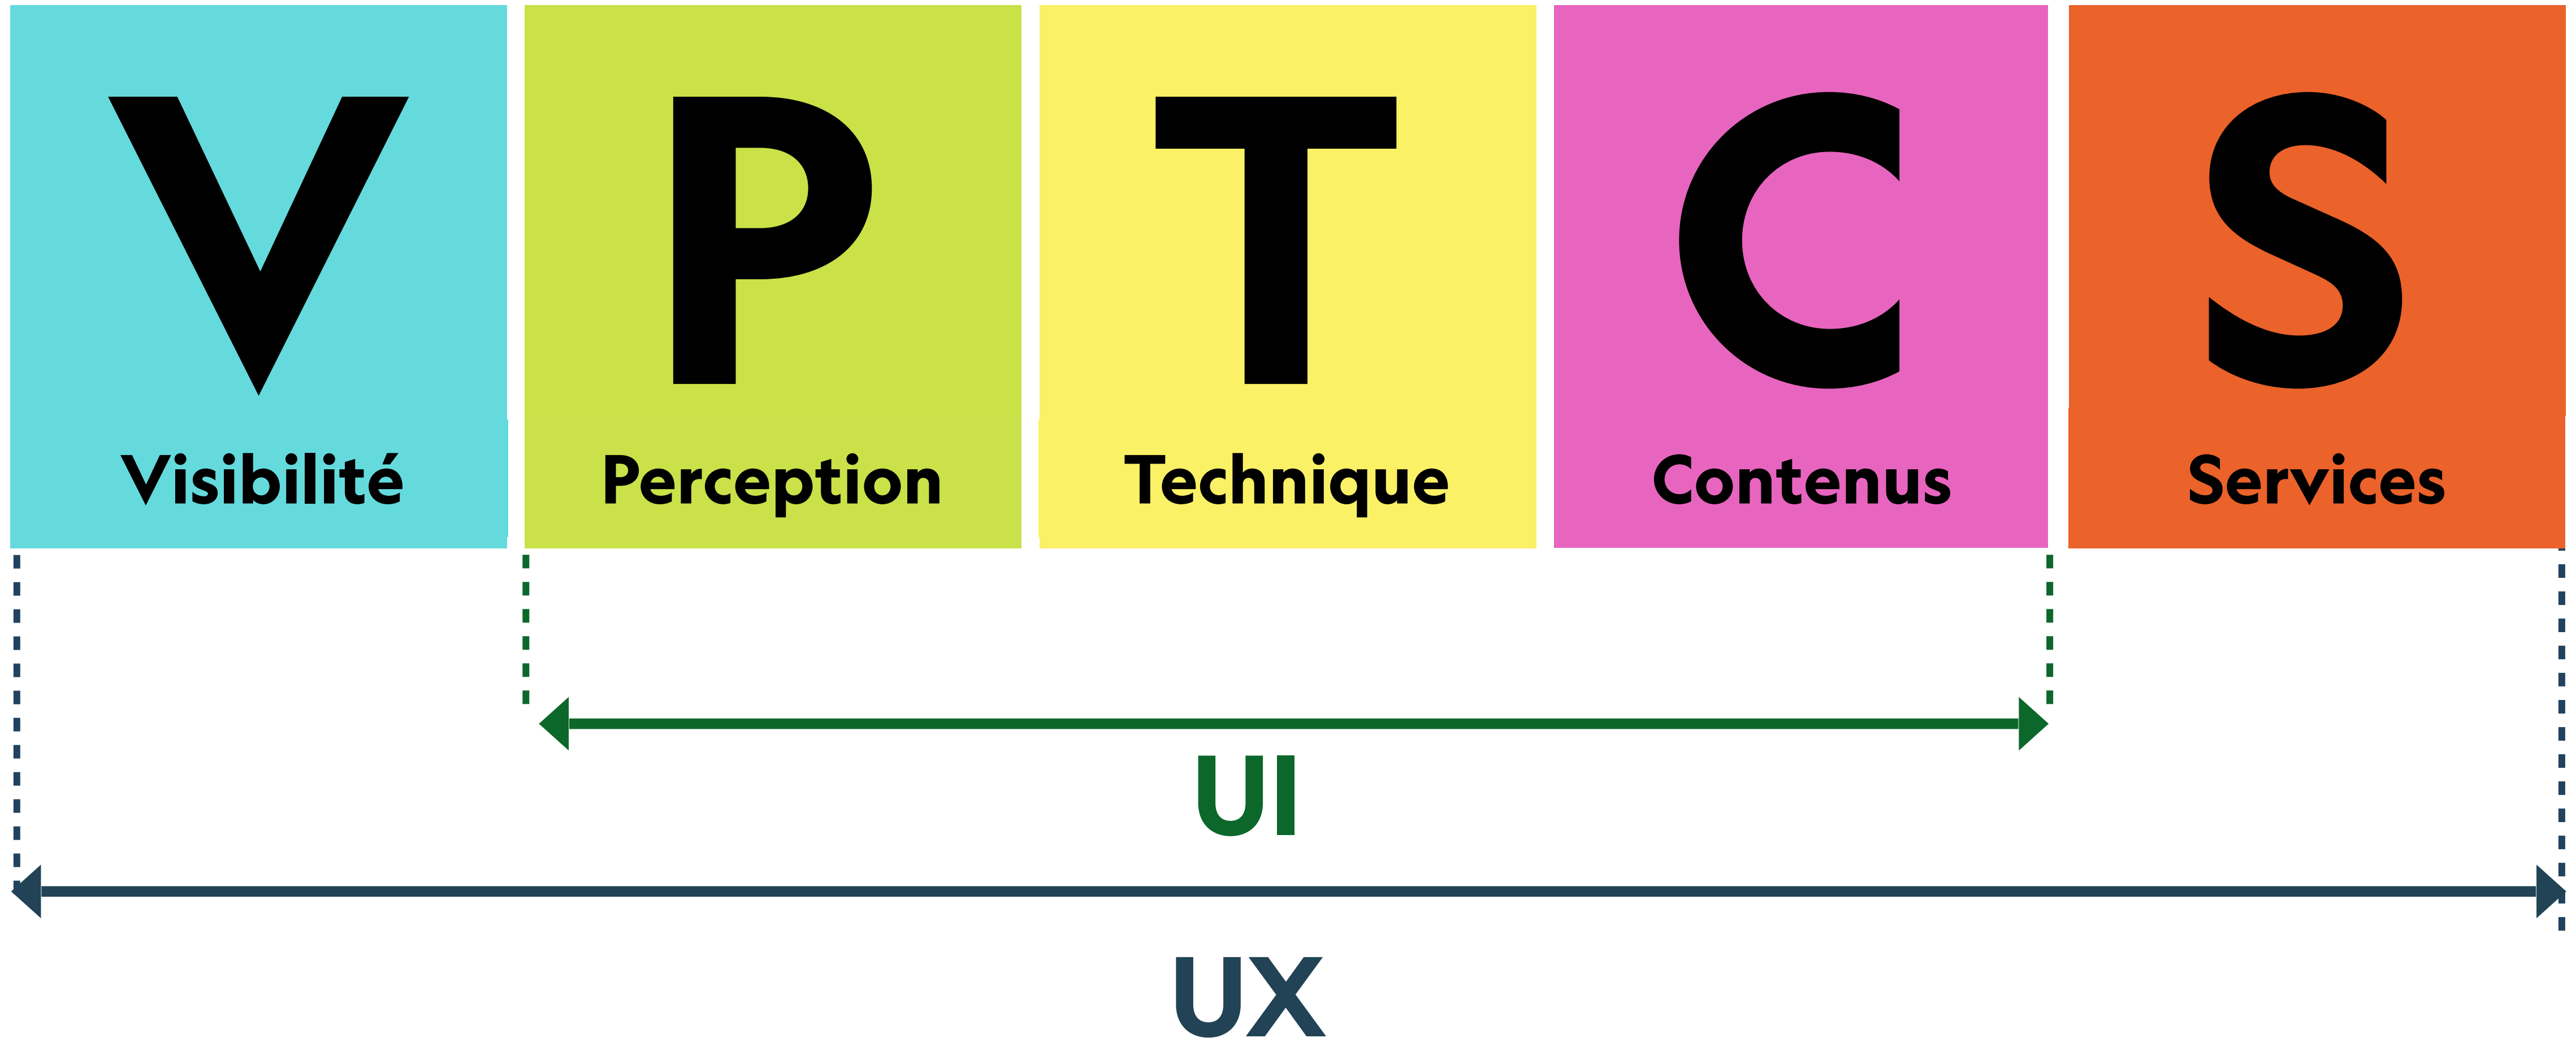 V P T C S
Visibilité Perception Technique Contenus Services
UI
UX